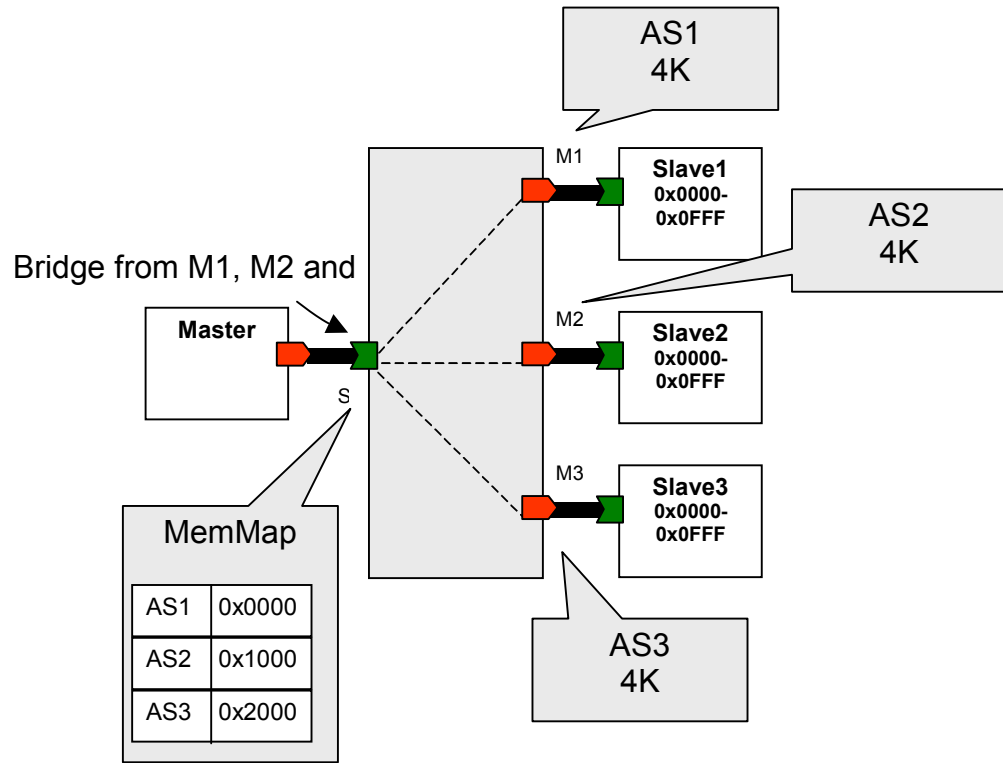 AS1
4K
M1
Slave1
0x0000-
0x0FFF
AS2
4K
Bridge from M1, M2 and
Master
M2
Slave2
0x0000-
0x0FFF
S
M3
Slave3
0x0000-
0x0FFF
MemMap
AS1 0x0000
AS2 0x1000
AS3 0x2000
AS3
4K